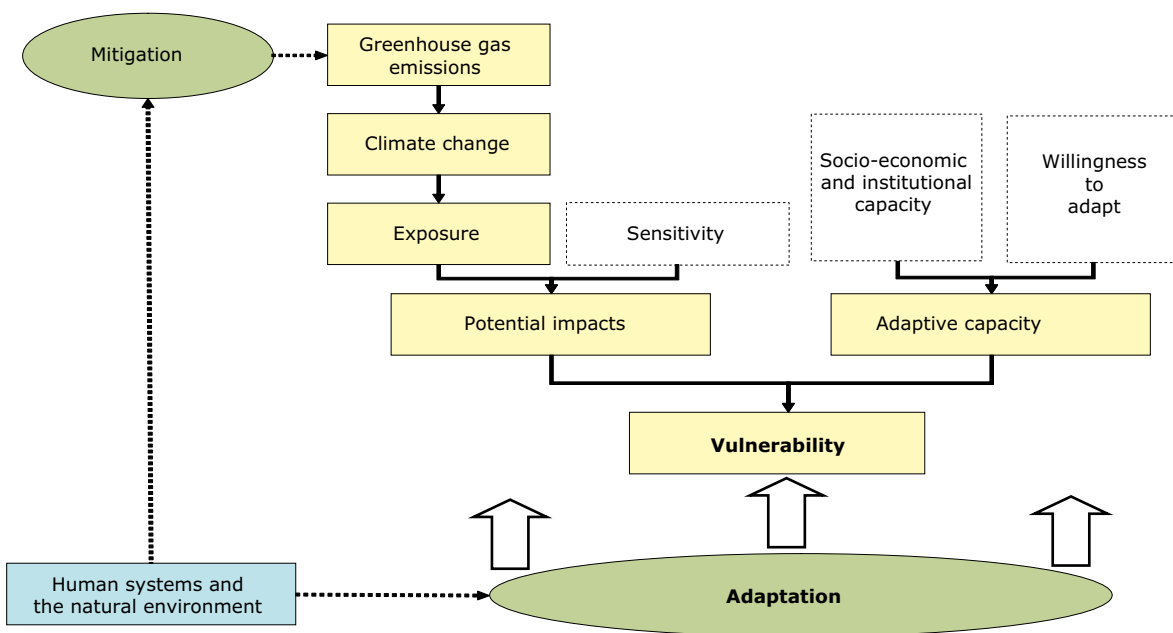 Mitigation
Greenhouse gas
emissions
Climate change
Socio-economic
and institutional
capacity
Willingness
to
adapt
Exposure
Sensitivity
Potential impacts
Adaptive capacity
Vulnerability
Human systems and
the natural environment
Adaptation